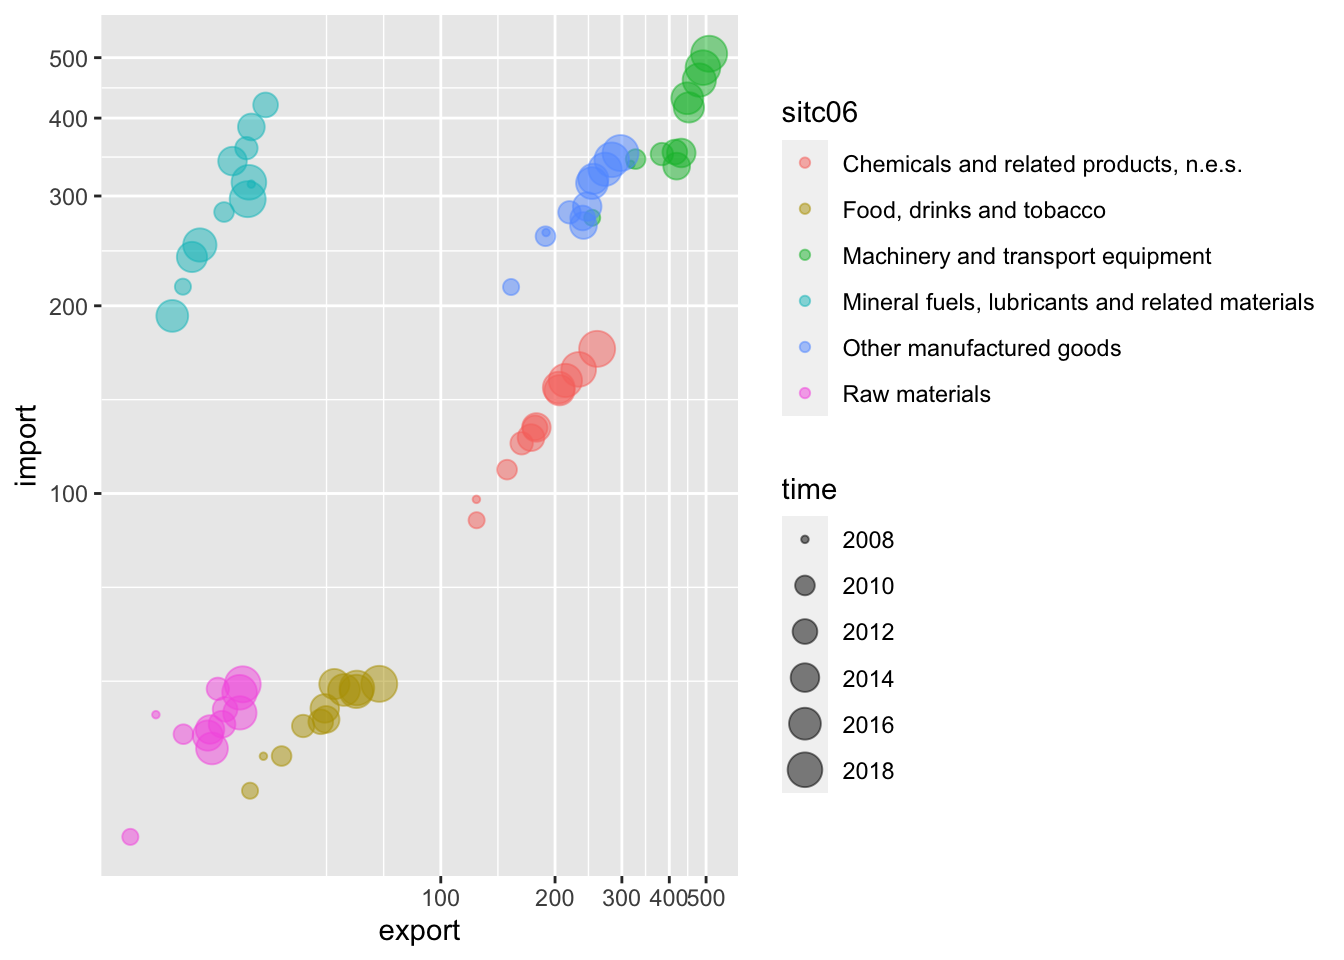 500
400
300
200
100
import
100
200
300
400
500
export
sitc06
Chemicals and related products, n.e.s.
Food, drinks and tobacco
Machinery and transport equipment
Mineral fuels, lubricants and related materials
Other manufactured goods
Raw materials
time
2008
2010
2012
2014
2016
2018